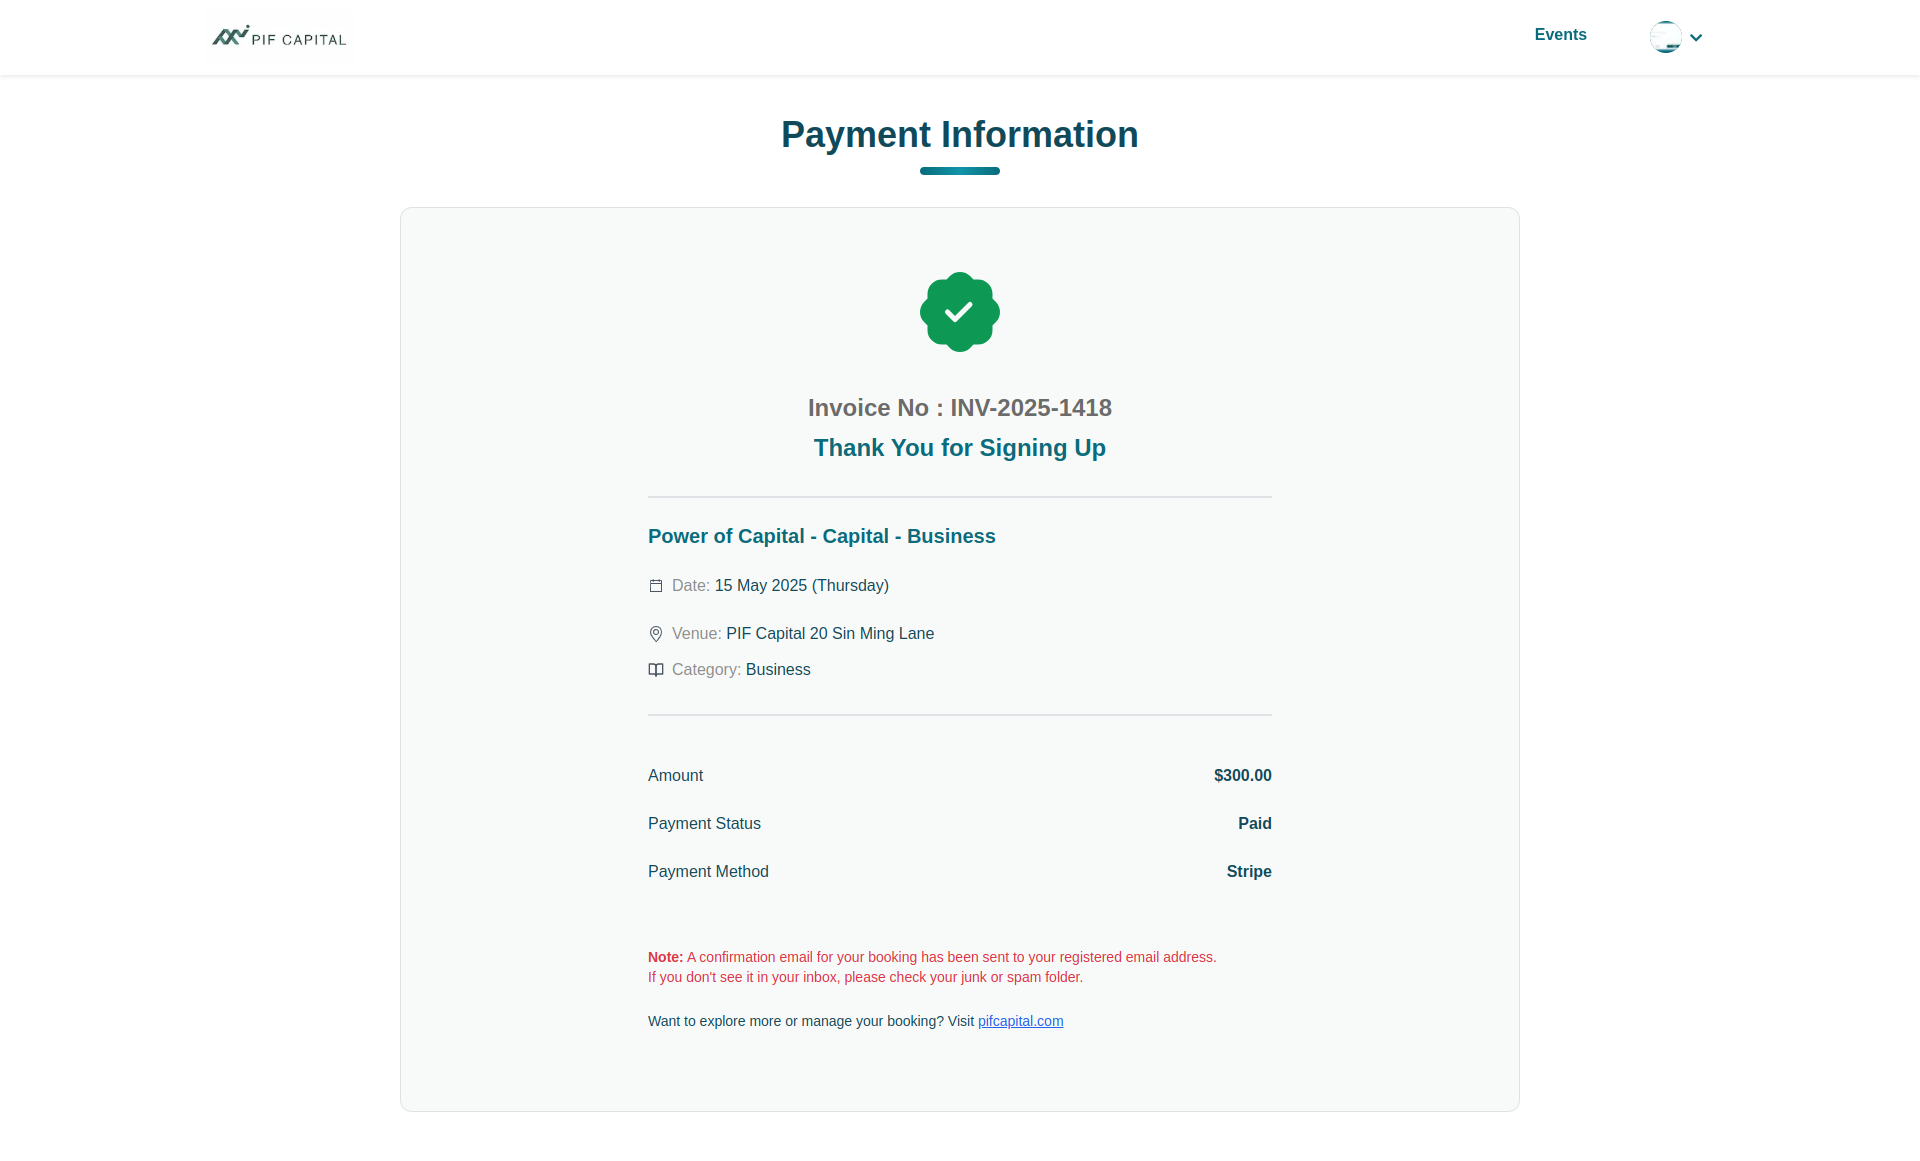 PIF CAPITAL
Events
Payment Information
Invoice No : INV-2025-1418
Thank You for Signing Up
Power of Capital - Capital - Business
Date: 15 May 2025 (Thursday)
Venue: PIF Capital 20 Sin Ming Lane
Category: Business
Amount $300.00
Payment Status Paid
Payment Method Stripe
Note: A confirmation email for your booking has been sent to your registered email address.
If you don't see it in your inbox, please check your junk or spam folder.
Want to explore more or manage your booking? Visit pifcapital.com